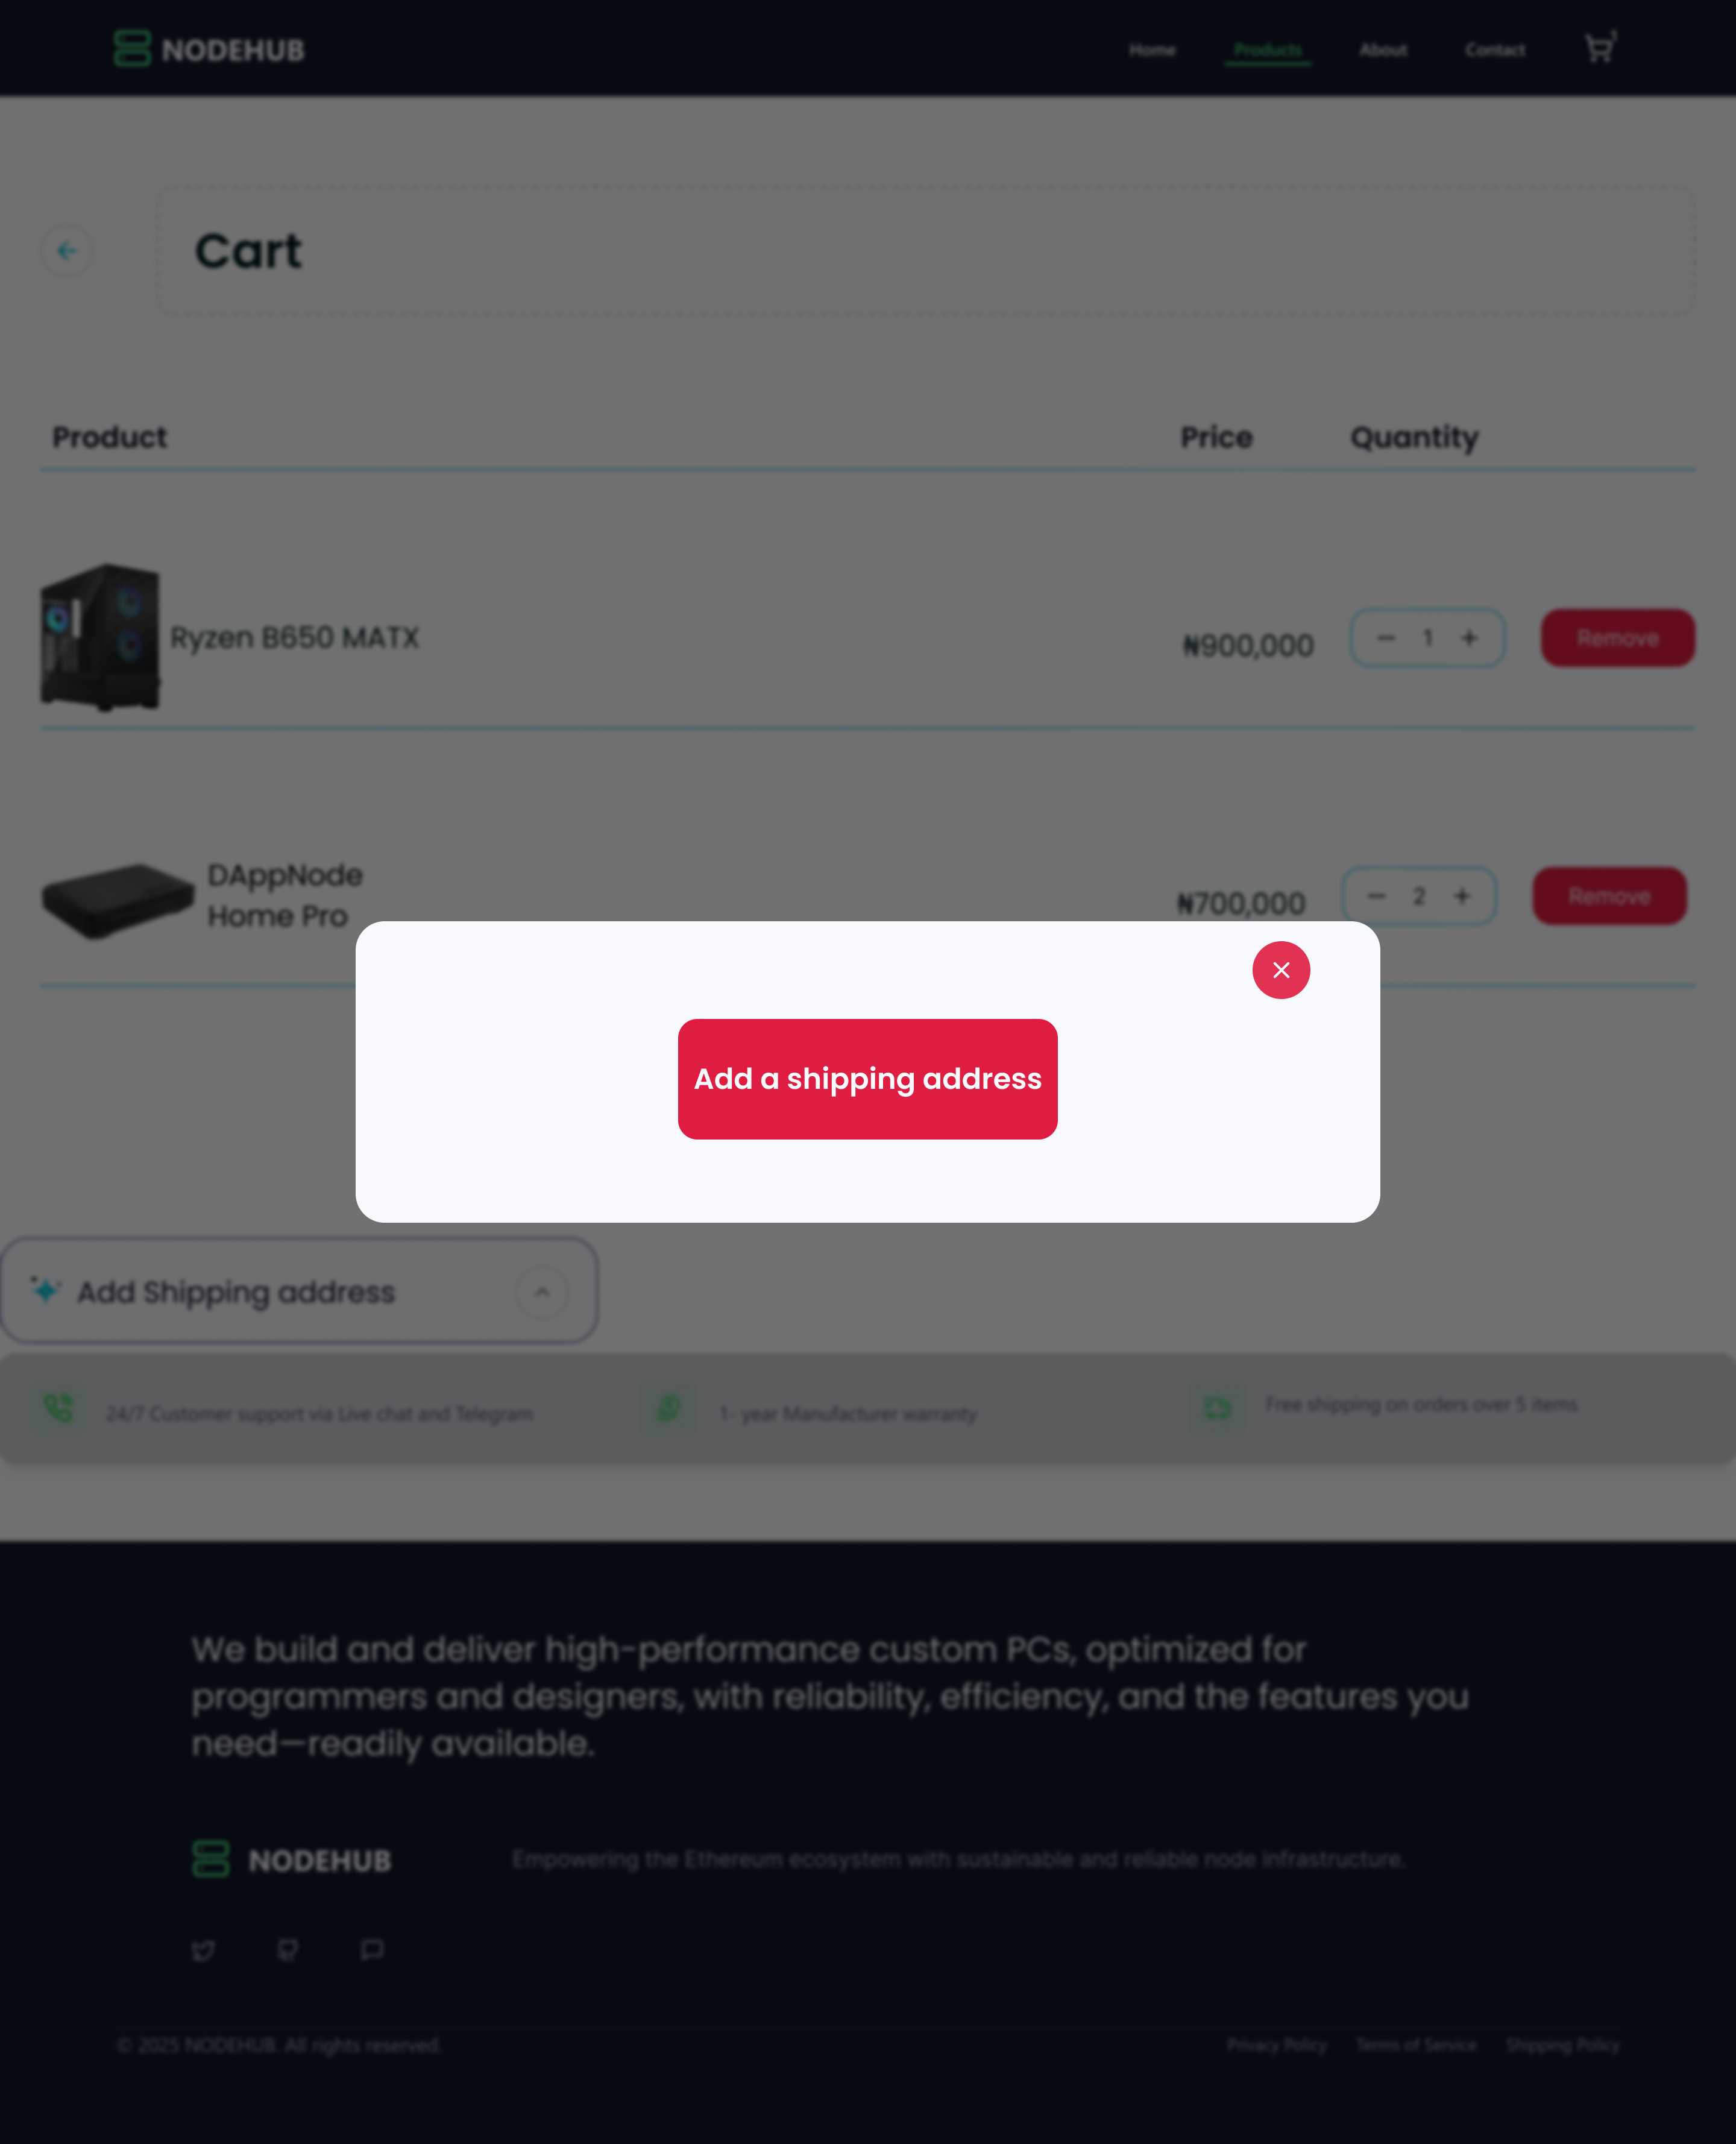 NODEHUB
Home Products About Contact 1
Cart
Product Price Quantity
Ryzen B650 MATX ₦900,000 1 Remove
DAppNode
Home Pro ₦700,000 2 Remove
Add a shipping address
Add Shipping address
24/7 Customer support via Live chat and Telegram 1- year Manufacturer warranty Free shipping on orders over 5 items
We build and deliver high-performance custom PCs, optimized for
programmers and designers, with reliability, efficiency, and the features you
need—readily available.
NODEHUB Empowering the Ethereum ecosystem with sustainable and reliable node infrastructure.
© 2025 NODEHUB. All rights reserved. Privacy Policy Terms of Service Shipping Policy